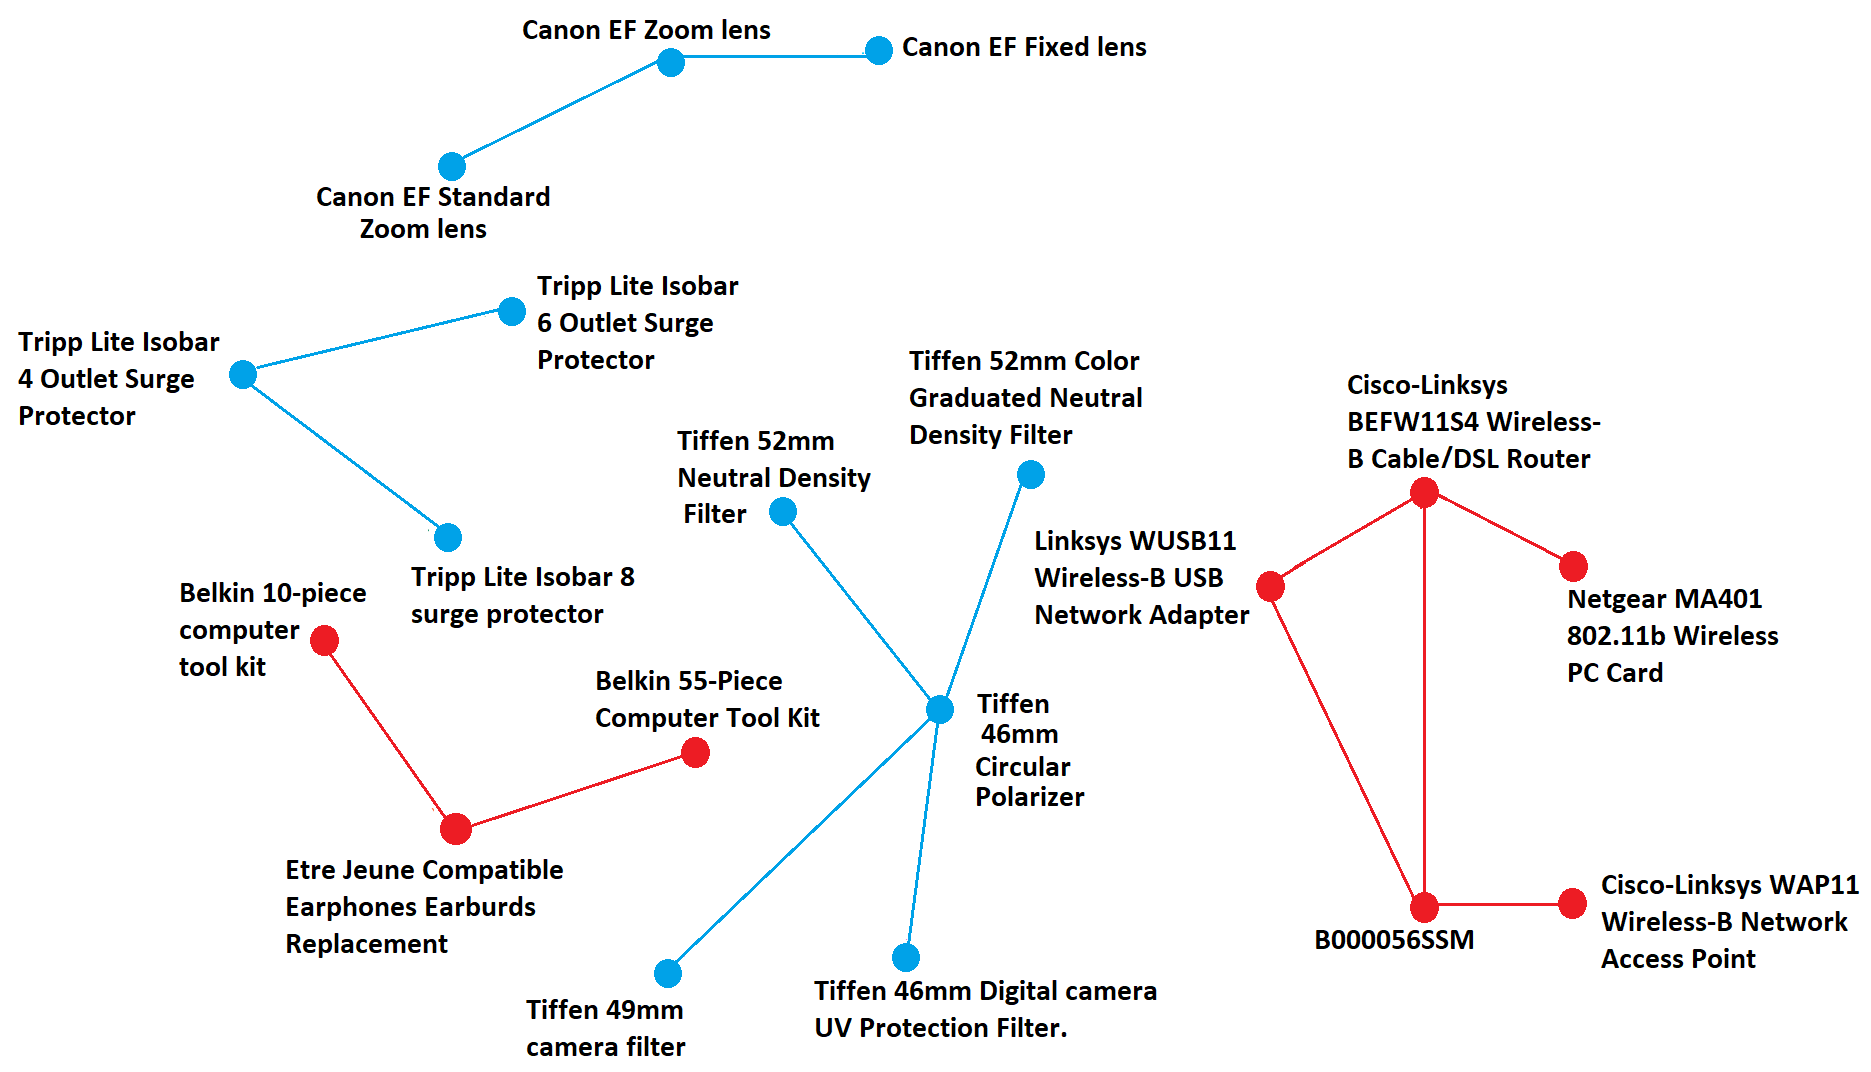 Canon EF Zoom lens
Canon EF Fixed lens
Canon EF Standard
Zoom lens
Tripp Lite Isobar
6 Outlet Surge
Protector
Tripp Lite Isobar
4 Outlet Surge
Protector
Tiffen 52mm Color
Graduated Neutral
Density Filter
Cisco-Linksys
BEFW11S4 Wireless-
B Cable/DSL Router
Tiffen 52mm
Neutral Density
Filter
Linksys WUSB11
Wireless-B USB
Network Adapter
Tripp Lite Isobar 8
surge protector
Belkin 10-piece
computer
tool kit
Netgear MA401
802.11b Wireless
PC Card
Belkin 55-Piece
Computer Tool Kit
Tiffen
46mm
Circular
Polarizer
Etre Jeune Compatible
Earphones Earburds
Replacement
Cisco-Linksys WAP11
Wireless-B Network
Access Point
B000056SSM
Tiffen 49mm
camera filter
Tiffen 46mm Digital camera
UV Protection Filter.